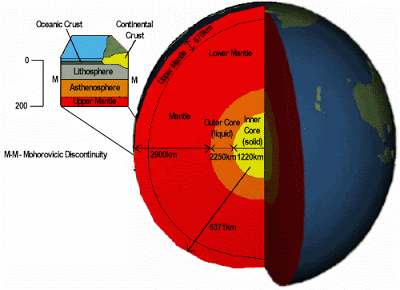 Oceanic Crust
Continental
Crust
0
M
M
Lithosphere
Asthenosphere
Upper Mantle
200
M-M- Mohorovicic Discontinuity
Upper Mantle
670km
Lower Mantle
Mantle
Outer Core
(liquid)
Inner
Core
(solid)
2900km
2250km
1220km
6371km